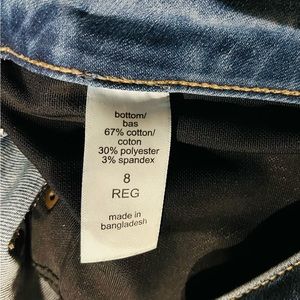 bottom/
bas
67% cotton/
coton
30% polyester
3% spandex
8
REG
made in
bangladesh